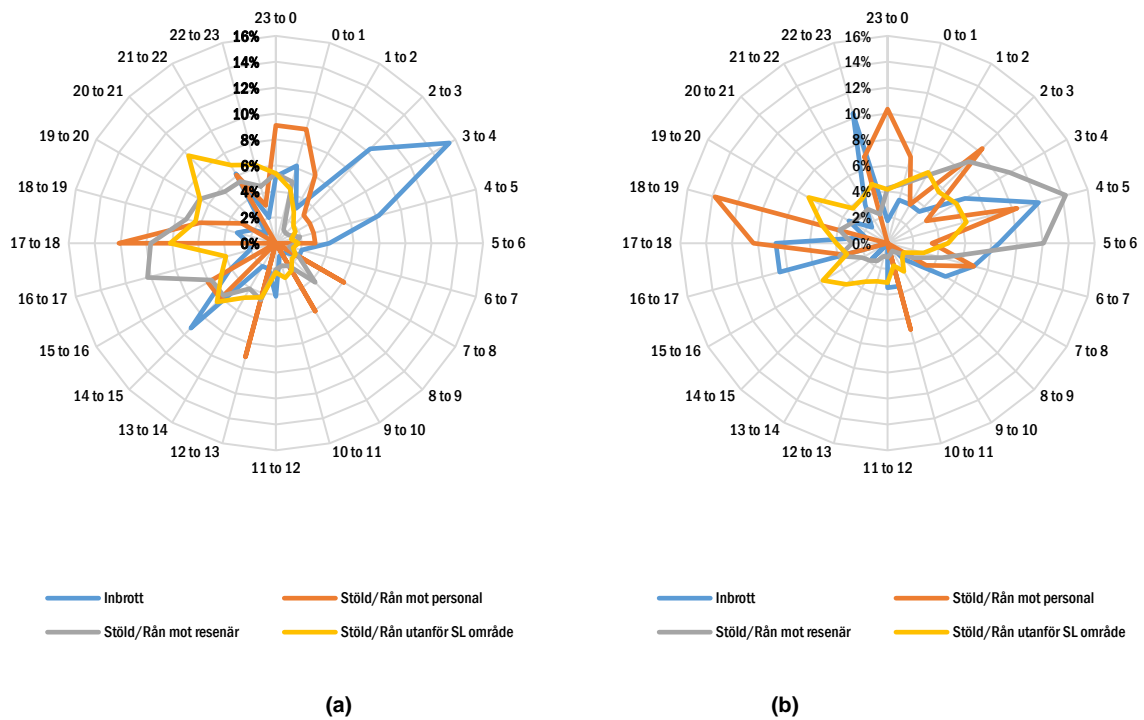 23 to 0
0 to 1
1 to 2
2 to 3
3 to 4
4 to 5
5 to 6
6 to 7
7 to 8
8 to 9
9 to 10
10 to 11
11 to 12
12 to 13
13 to 14
14 to 15
15 to 16
16 to 17
17 to 18
18 to 19
19 to 20
20 to 21
21 to 22
22 to 23
16%
14%
12%
10%
8%
6%
4%
2%
0%
Inbrott
Stöld/Rån mot personal
Stöld/Rån mot resenär
Stöld/Rån utanför SL område
(a)
23 to 0
0 to 1
1 to 2
2 to 3
3 to 4
4 to 5
5 to 6
6 to 7
7 to 8
8 to 9
9 to 10
10 to 11
11 to 12
12 to 13
13 to 14
14 to 15
15 to 16
16 to 17
17 to 18
18 to 19
19 to 20
20 to 21
21 to 22
22 to 23
16%
14%
12%
10%
8%
6%
4%
2%
0%
Inbrott
Stöld/Rån mot personal
Stöld/Rån mot resenär
Stöld/Rån utanför SL område
(b)